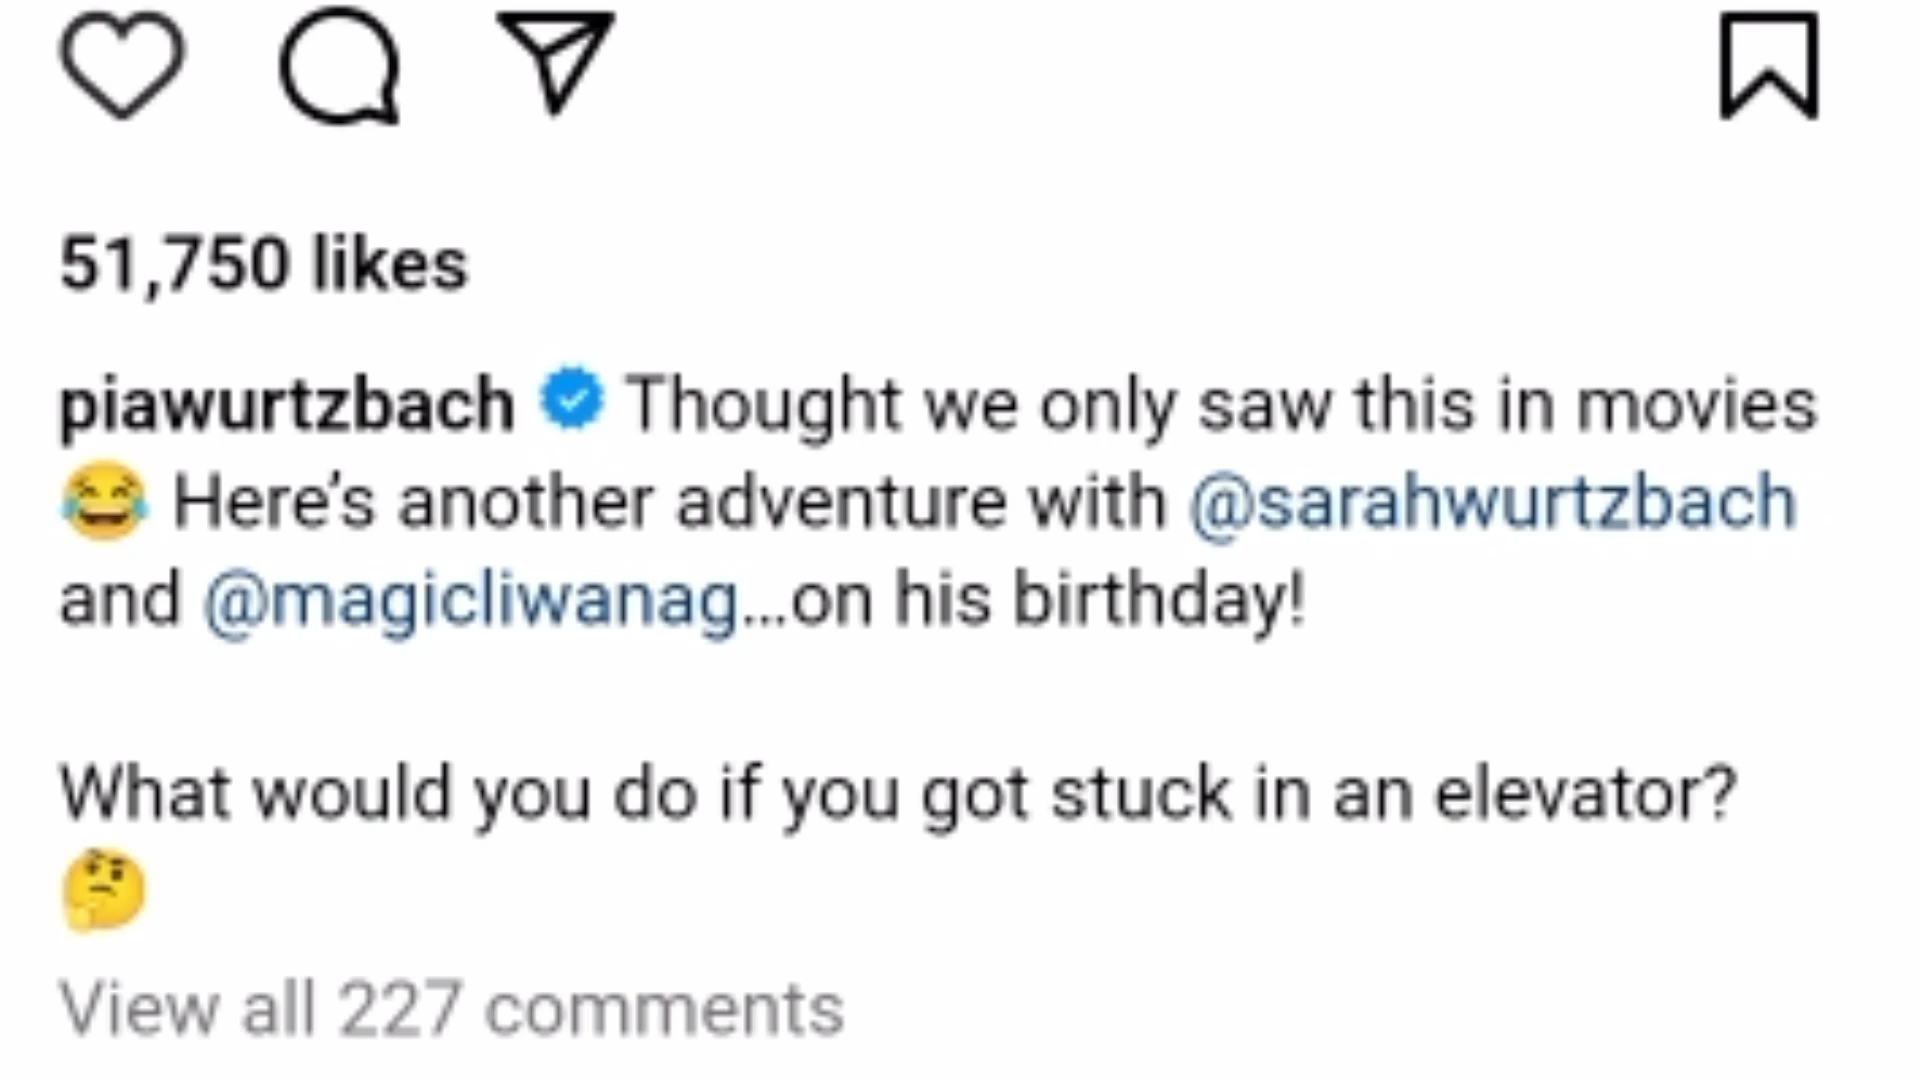 51,750 likes
piawurtzbach Thought we only saw this in movies
😂 Here’s another adventure with @sarahwurtzbach
and @magicliwanag...on his birthday!
What would you do if you got stuck in an elevator?
🤔
View all 227 comments